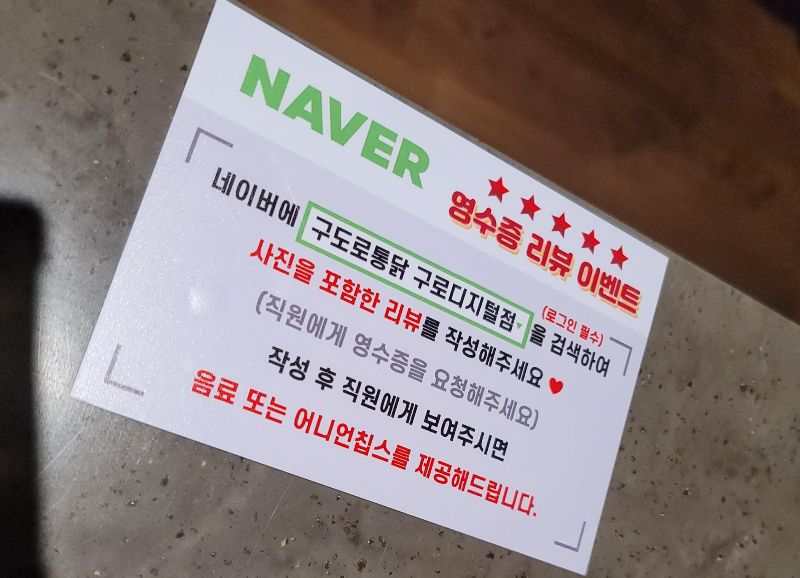 NAVER
★★★★★
영수증 리뷰 이벤트
네이버에 구도로통닭 구로디지털점 을 검색하여
(로그인 필수)
사진을 포함한 리뷰를 작성해주세요 ♥
(직원에게 영수증을 요청해주세요)
작성 후 직원에게 보여주시면
음료 또는 어니언칩스를 제공해드립니다.